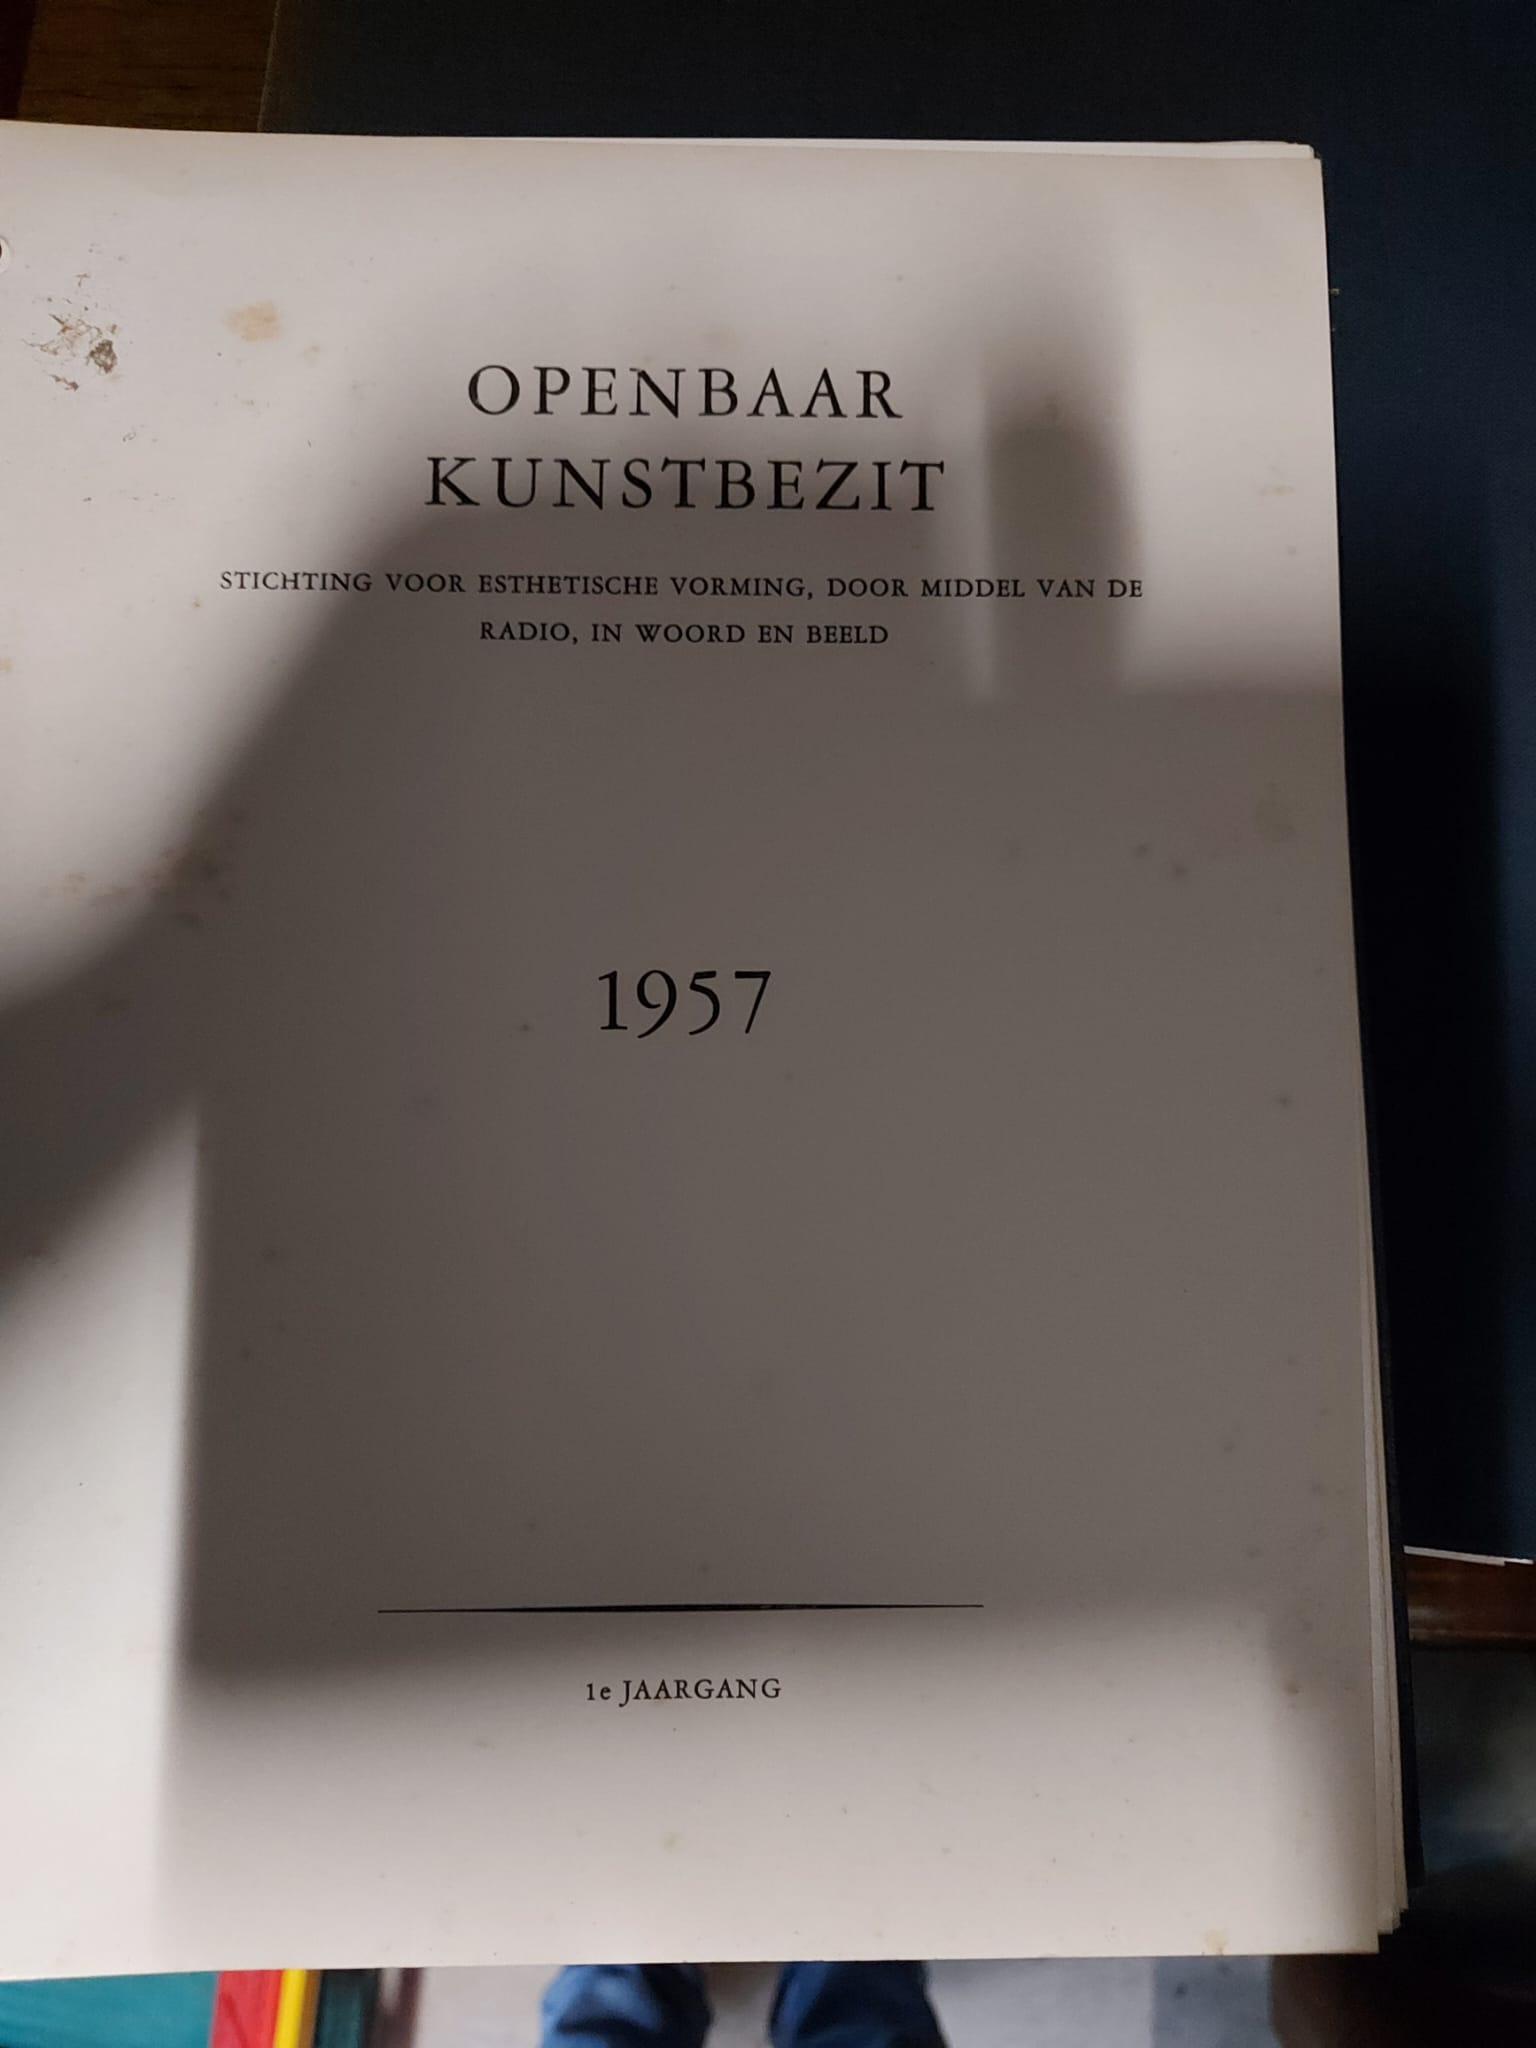 OPENBAAR
KUNSTBEZIT
STICHTING VOOR ESTHETISCHE VORMING, DOOR MIDDEL VAN DE
RADIO, IN WOORD EN BEELD
1957
1e JAARGANG